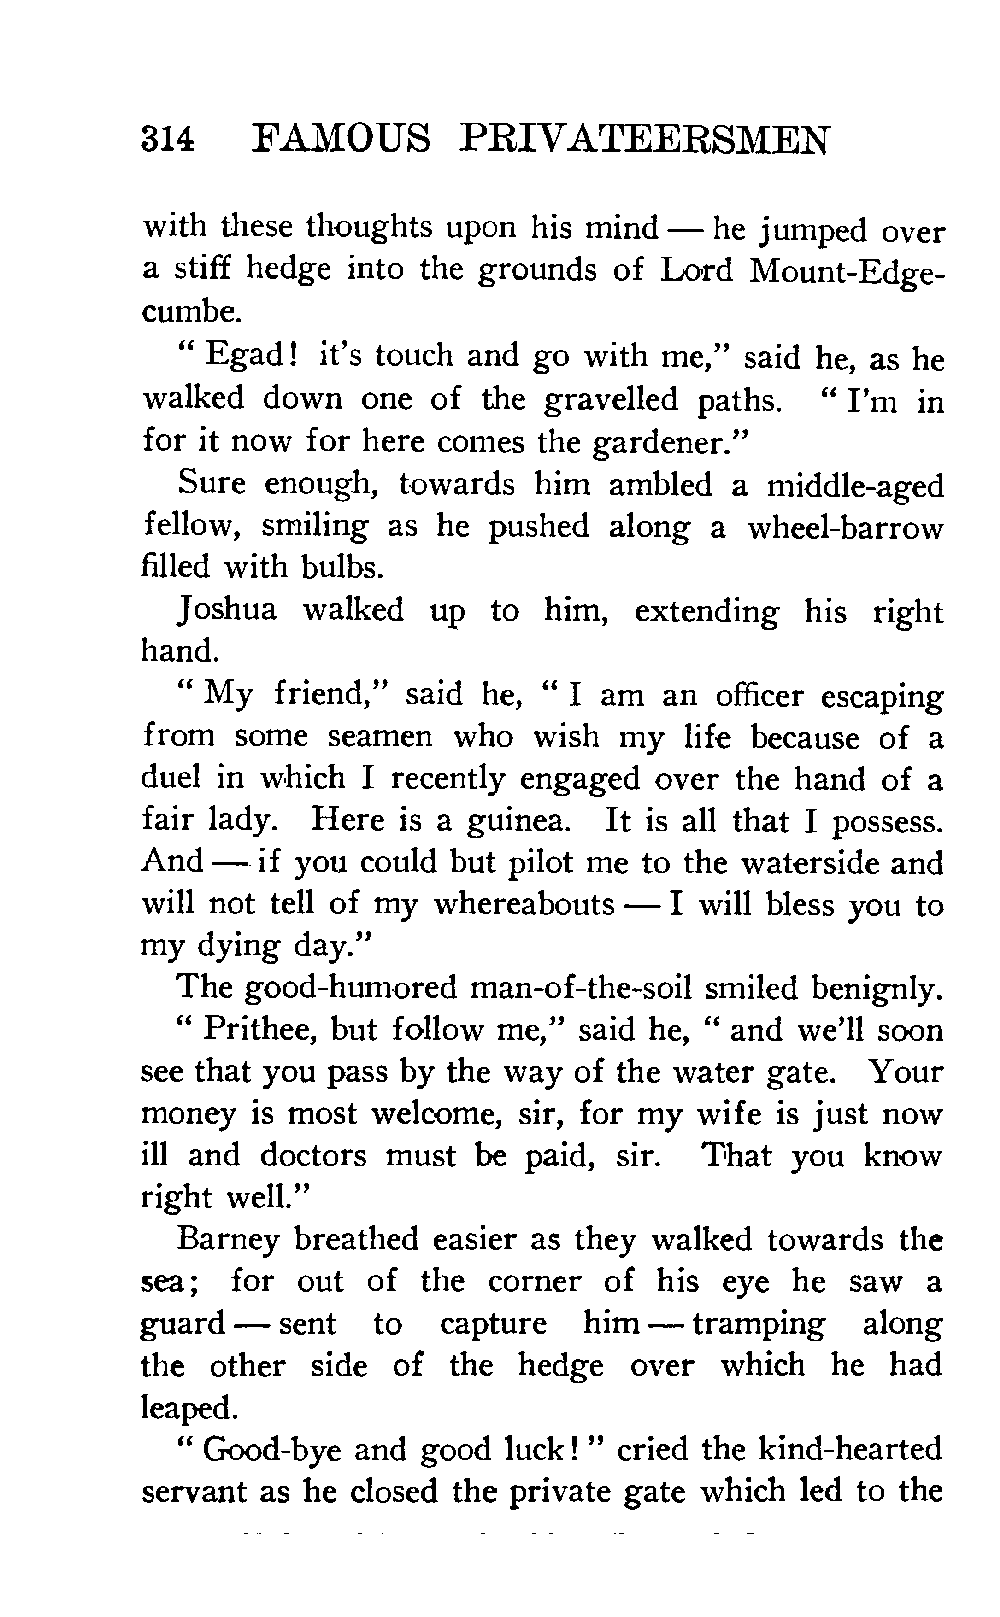 314 FAMOUS PRIVATEERSMEN
with these thoughts upon his mind — he jumped over
a stiff hedge into the grounds of Lord Mount-Edge-
cumbe.
" Egad! it's touch and go with me," said he, as he
walked down one of the gravelled paths. " I'm in
for it now for here comes the gardener."
Sure enough, towards him ambled a middle-aged
fellow, smiling as he pushed along a wheel-barrow
filled with bulbs.
Joshua walked up to him, extending his right
hand.
" My friend," said he, " I am an officer escaping
from some seamen who wish my life because of a
duel in which I recently engaged over the hand of a
fair lady. Here is a guinea. It is all that I possess.
And — if you could but pilot me to the waterside and
will not tell of my whereabouts — I will bless you to
my dying day."
The good-humored man-of-the-soil smiled benignly.
" Prithee, but follow me," said he, " and we'll soon
see that you pass by the way of the water gate. Your
money is most welcome, sir, for my wife is just now
ill and doctors must be paid, sir. That you know
right well."
Barney breathed easier as they walked towards the
sea; for out of the corner of his eye he saw a
guard — sent to capture him — tramping along
the other side of the hedge over which he had
leaped.
" Good-bye and good luck! " cried the kind-hearted
servant as he closed the private gate which led to the